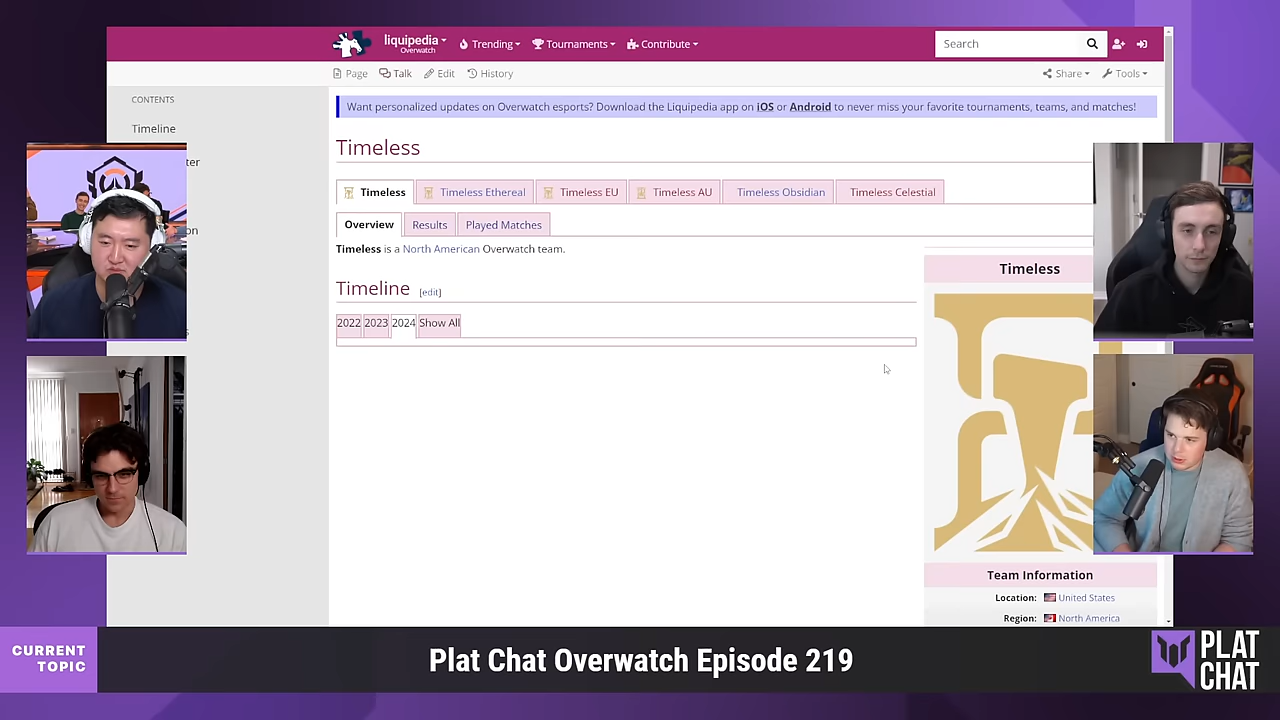 liquipedia
Overwatch
Trending
Tournaments
Contribute
Search
Page
Talk
Edit
History
Share
Tools
CONTENTS
Timeline
ter
on
s
Want personalized updates on Overwatch esports? Download the Liquipedia app on iOS or Android to never miss your favorite tournaments, teams, and matches!
Timeless
Timeless
Timeless Ethereal
Timeless EU
Timeless AU
Timeless Obsidian
Timeless Celestial
Overview
Results
Played Matches
Timeless is a North American Overwatch team.
Timeline [edit]
2022 2023 2024 Show All
Timeless
Team Information
Location: United States
Region: North America
CURRENT
TOPIC
Plat Chat Overwatch Episode 219
PLAT
CHAT